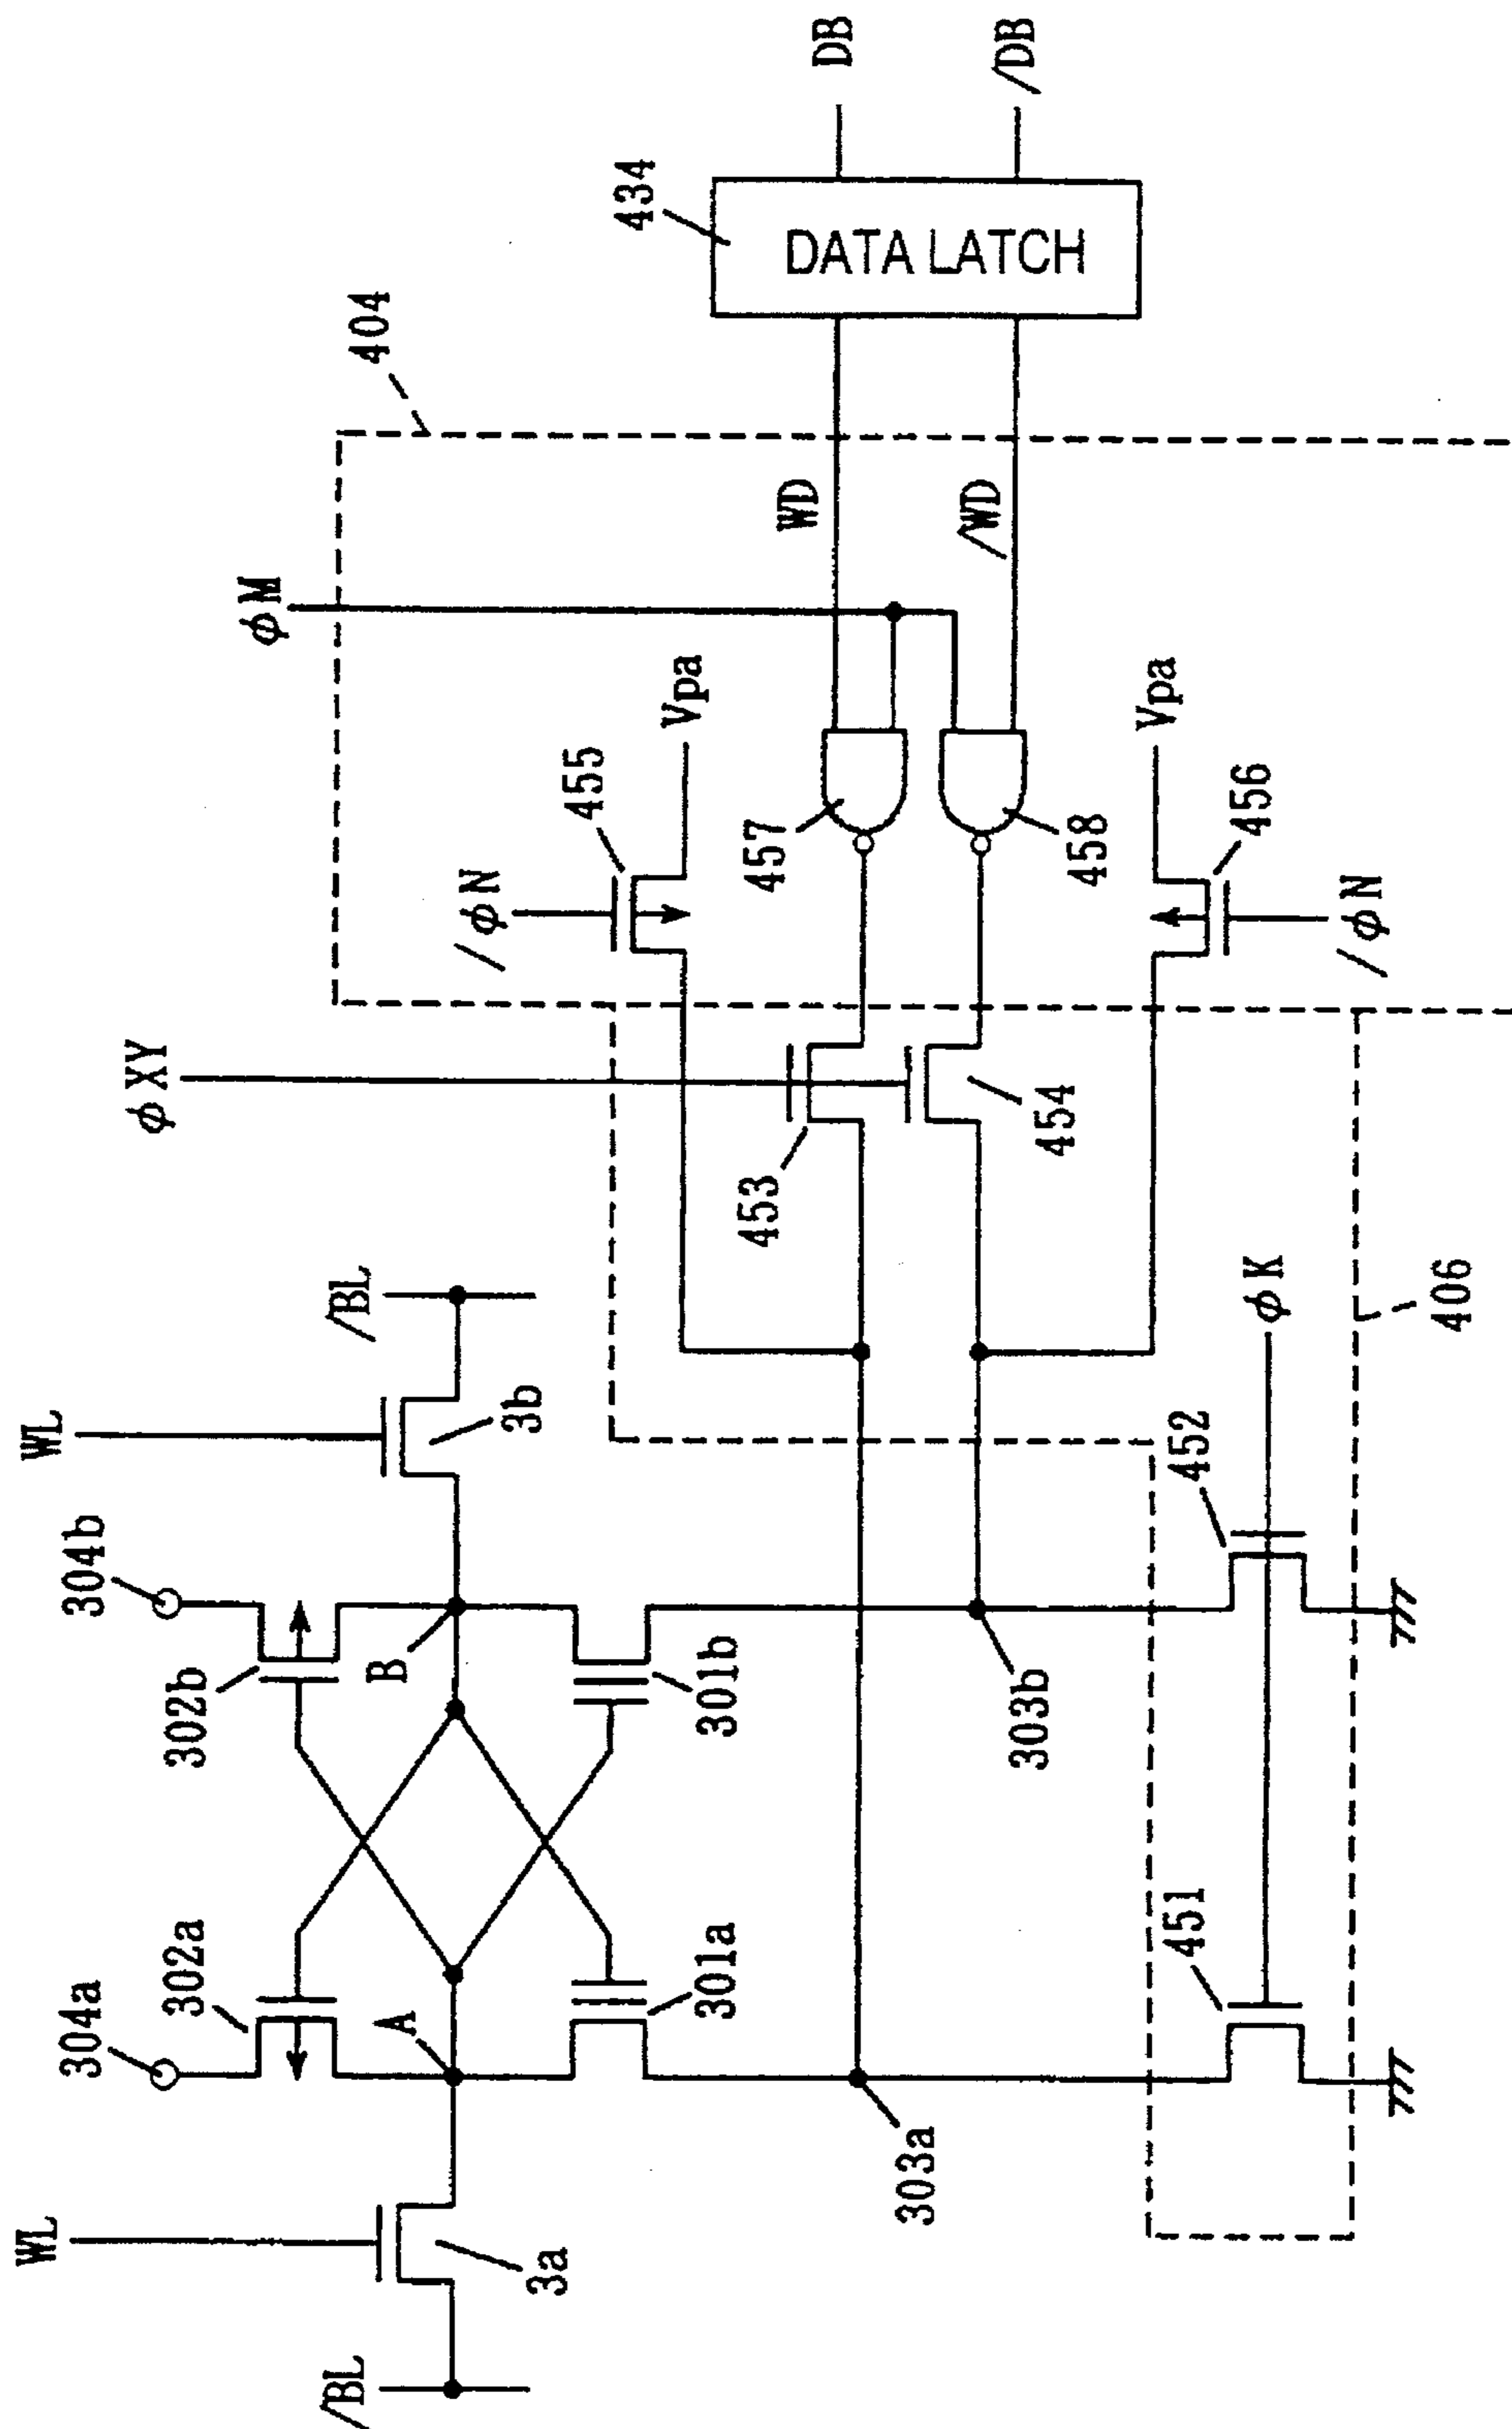 WL
WL
304a
304b
φXY
302a
302b
φM
/BL
/BL
404
A
B
/φN
3a
3b
455
434
Vpa
301a
301b
453
457
WD
DB
DATA LATCH
303a
/WD
/DB
303b
454
458
Vpa
451
452
456
φK
/φN
406